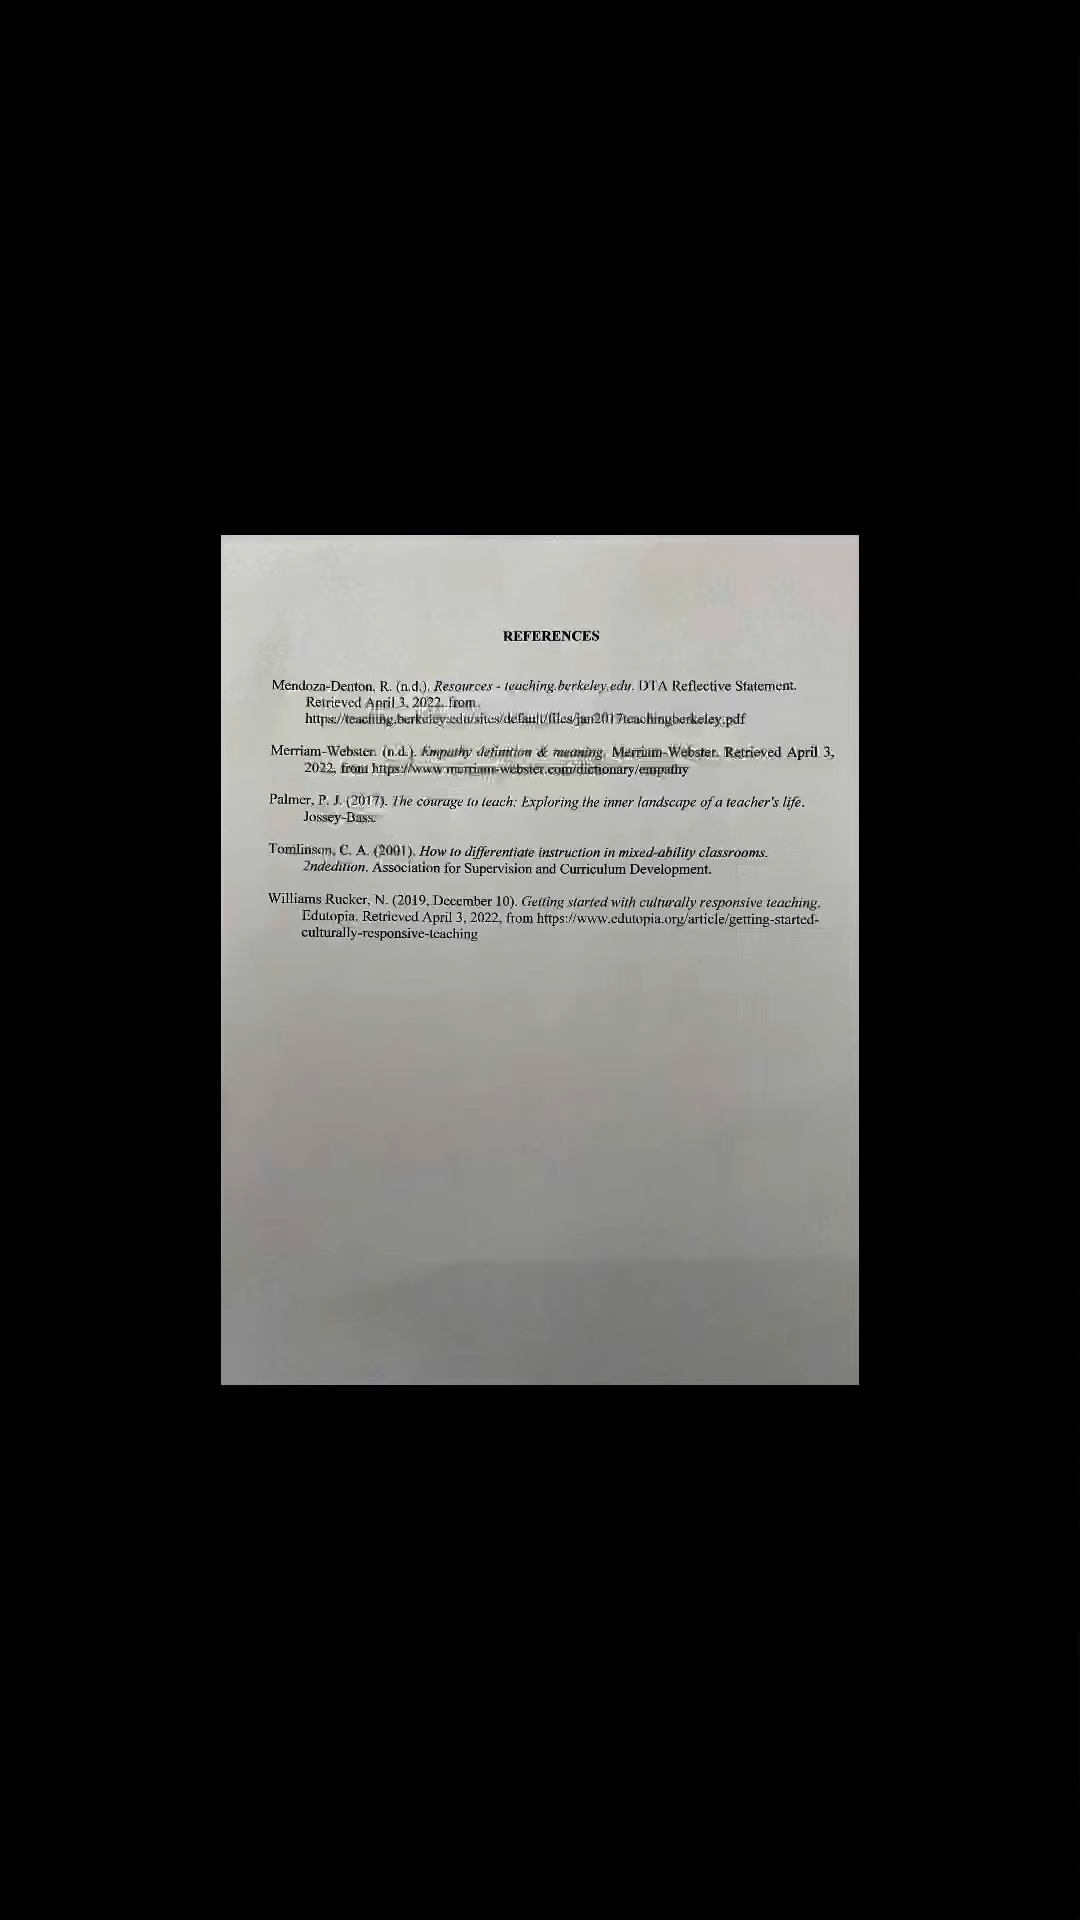 REFERENCES
Mendoza-Denton, R. (n.d.). Resources - teaching.berkeley.edu. DTA Reflective Statement.
Retrieved April 3, 2022, from
https://teaching.berkeley.edu/sites/default/files/jan2017teachingberkeley.pdf
Merriam-Webster. (n.d.). Empathy definition & meaning. Merriam-Webster. Retrieved April 3,
2022, from https://www.merriam-webster.com/dictionary/empathy
Palmer, P. J. (2017). The courage to teach: Exploring the inner landscape of a teacher's life.
Jossey-Bass.
Tomlinson, C. A. (2001). How to differentiate instruction in mixed-ability classrooms.
2ndedition. Association for Supervision and Curriculum Development.
Williams Rucker, N. (2019, December 10). Getting started with culturally responsive teaching.
Edutopia. Retrieved April 3, 2022, from https://www.edutopia.org/article/getting-started-
culturally-responsive-teaching